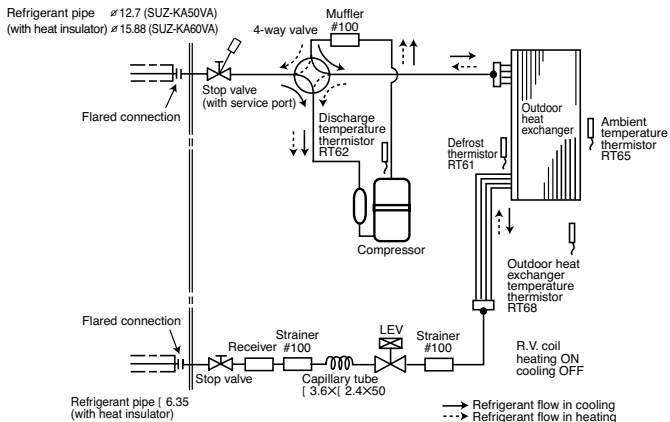 Refrigerant pipe ⌀12.7 (SUZ-KA50VA)
(with heat insulator) ⌀15.88 (SUZ-KA60VA)
Flared connection
Stop valve
(with service port)
4-way valve
Muffler
#100
Discharge
temperature
thermistor
RT62
Compressor
Outdoor
heat
exchanger
Defrost
thermistor
RT61
Ambient
temperature
thermistor
RT65
Outdoor heat
exchanger
temperature
thermistor
RT68
Flared connection
Stop valve
Receiver
Strainer
#100
Capillary tube
[ 3.6×[ 2.4×50
LEV
Strainer
#100
R.V. coil
heating ON
cooling OFF
Refrigerant pipe [ 6.35
(with heat insulator)
Refrigerant flow in cooling
Refrigerant flow in heating